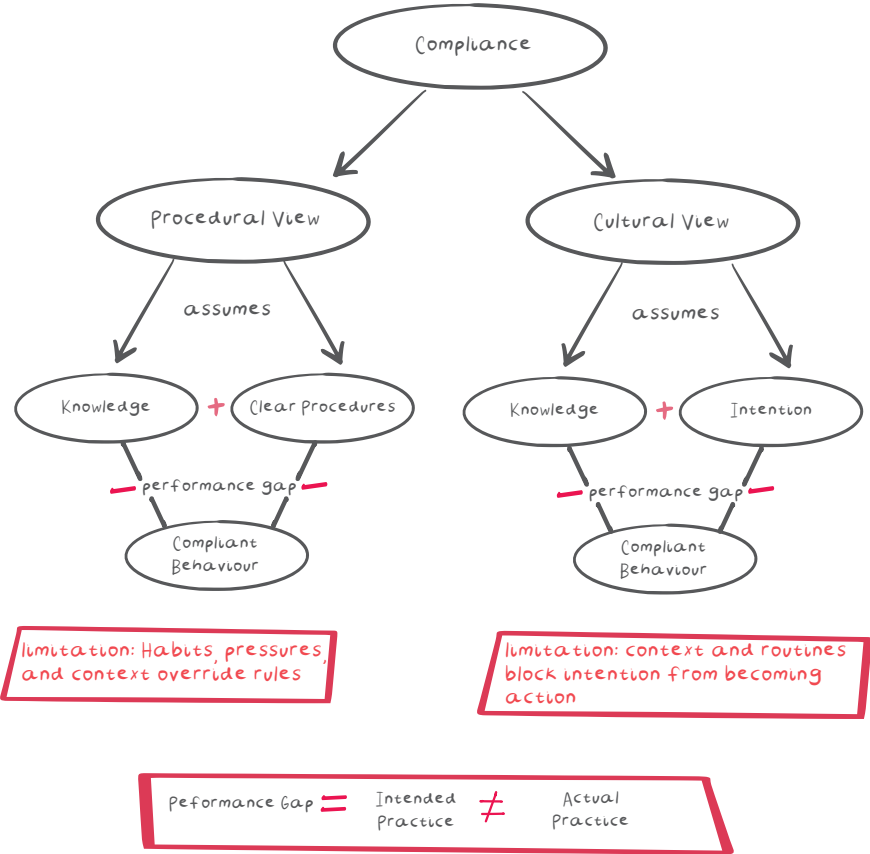 Compliance
Procedural View
Cultural View
assumes
assumes
Knowledge
+
Clear Procedures
Knowledge
+
Intention
performance gap
performance gap
Compliant
Behaviour
Compliant
Behaviour
limitation: Habits, pressures,
and context override rules
limitation: context and routines
block intention from becoming
action
Peformance Gap = Intended Practice ≠ Actual Practice